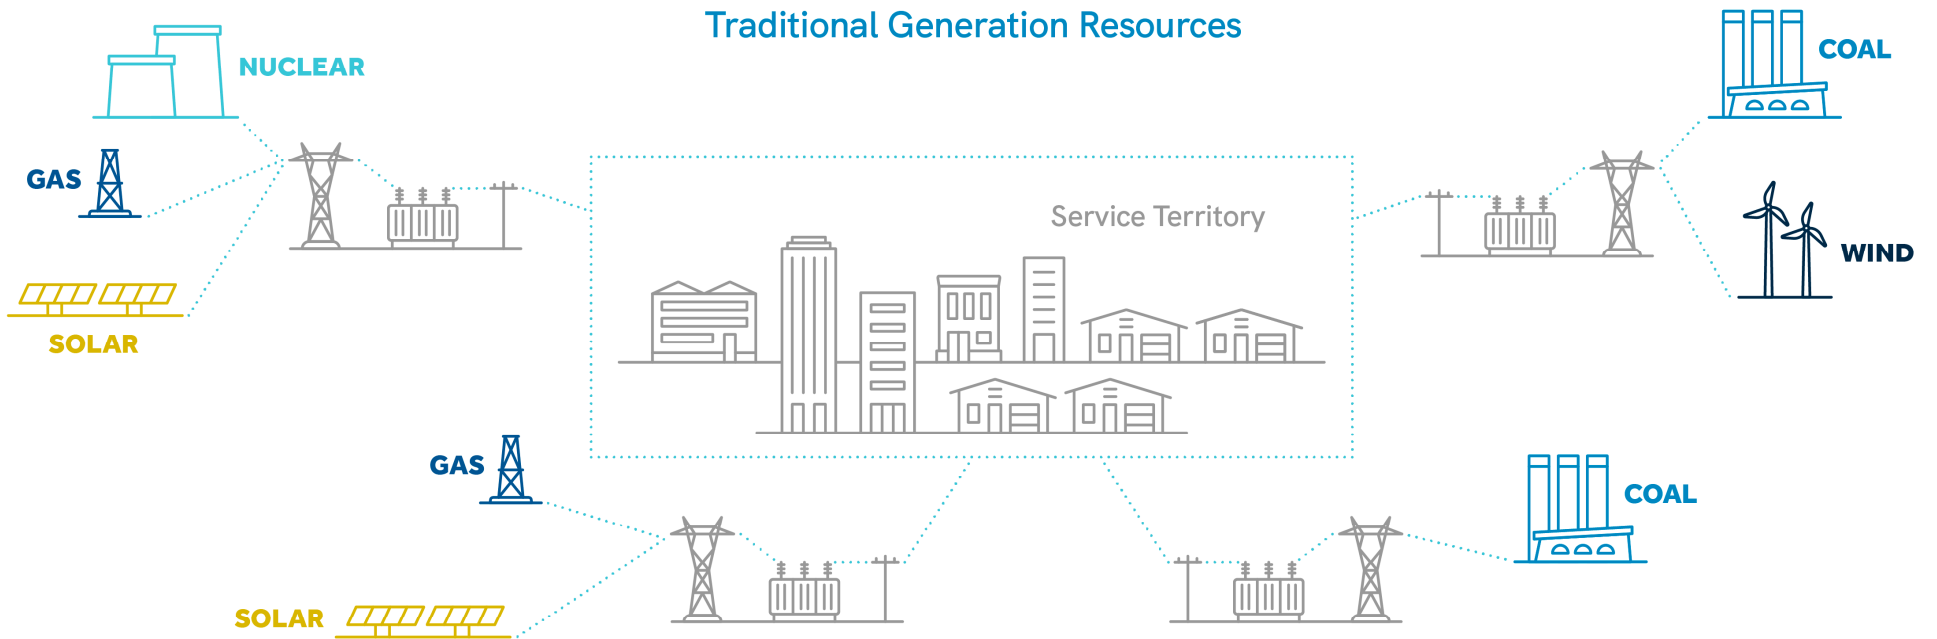 Traditional Generation Resources
NUCLEAR
COAL
GAS
Service Territory
WIND
SOLAR
GAS
COAL
SOLAR